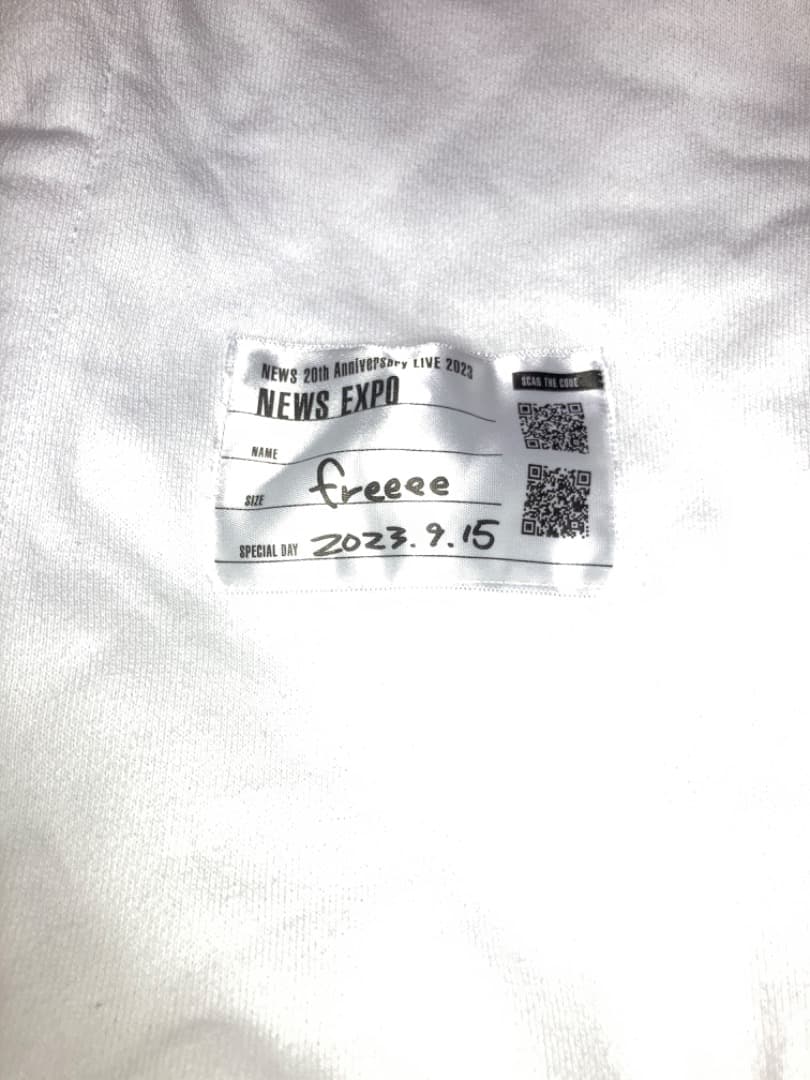 NEWS 20th Anniversary LIVE 2023
NEWS EXPO
SCAN THE CODE
NAME
SIZE freeee
SPECIAL DAY 2023.9.15